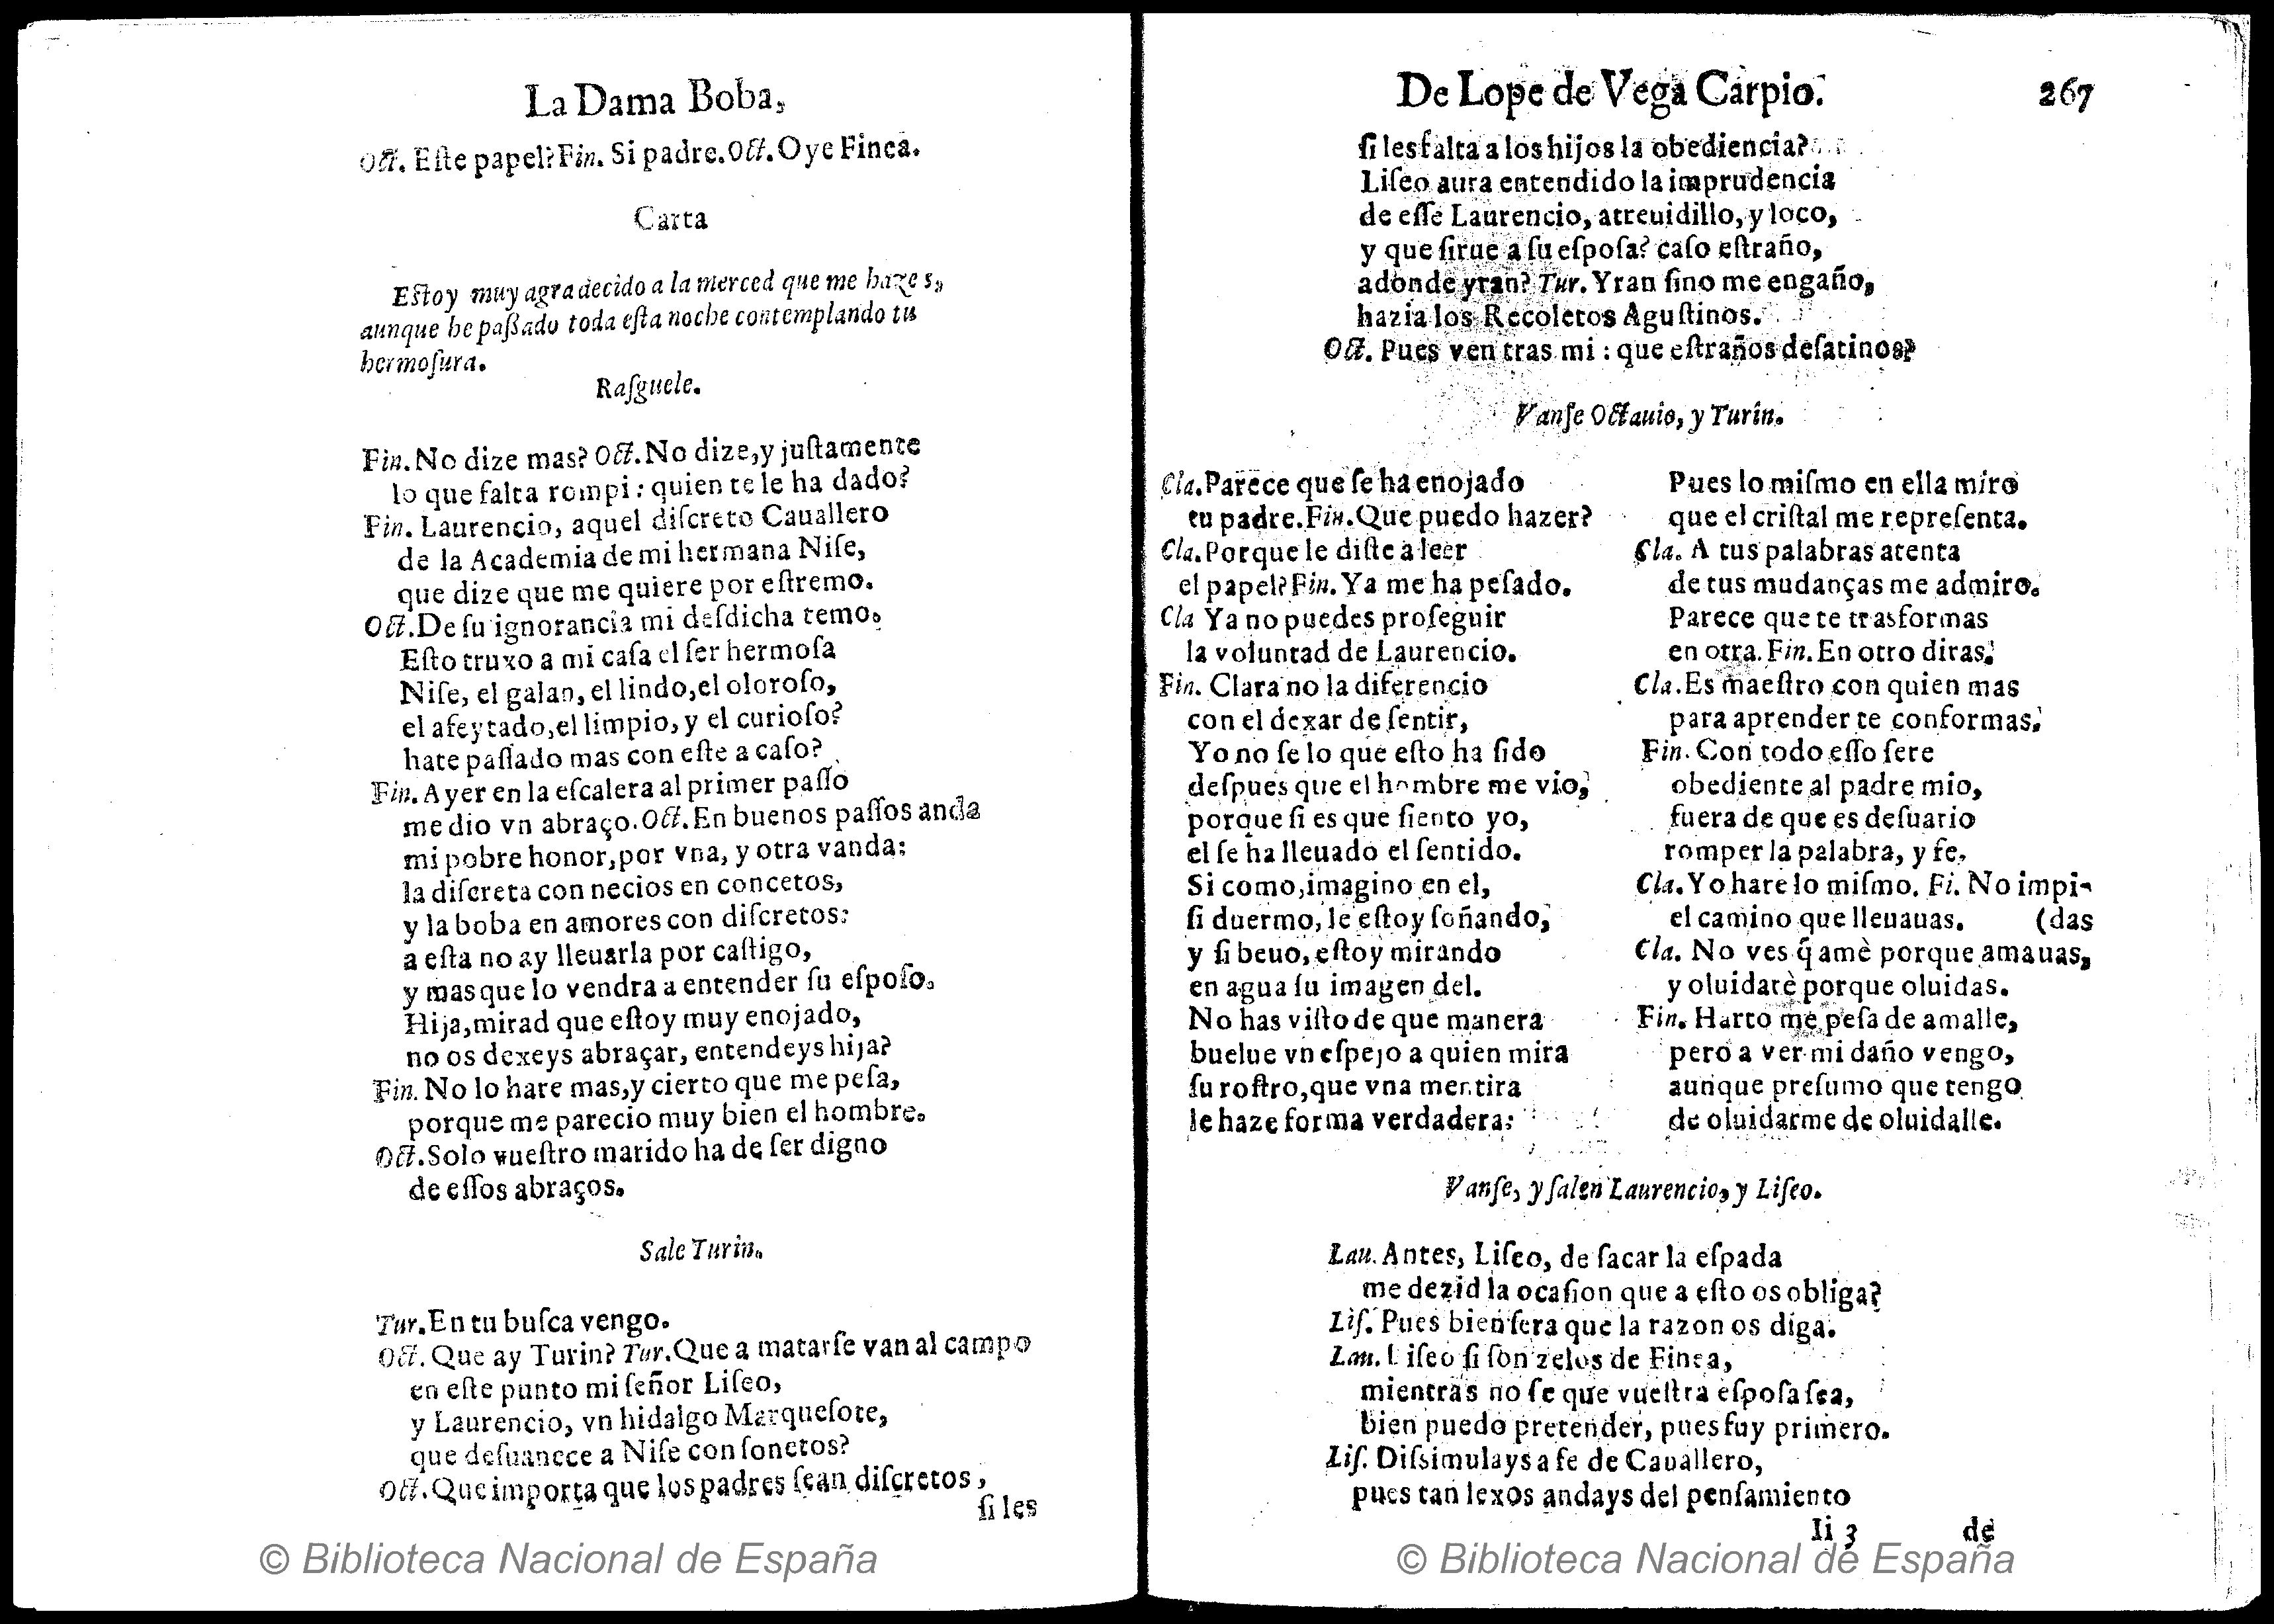 La Dama Boba,
Oct. Eſte papel? Fin. Si padre. Oct. Oye Finea.
Carta
Eſtoy muy agradecido a la merced que me hazes,
aunque he paſſado toda eſta noche contemplando tu
hermoſura.
Raſguele.
Fin. No dize mas? Oct. No dize, y juſtamente
lo que falta rompi: quien te le ha dado?
Fin. Laurencio, aquel diſcreto Cauallero
de la Academia de mi hermana Niſe,
que dize que me quiere por eſtremo.
Oct. De ſu ignorancia mi deſdicha temo.
Eſto truxo a mi caſa el ſer hermoſa
Niſe, el galan, el lindo, el oloroſo,
el afeytado, el limpio, y el curioſo?
hate paſſado mas con eſte a caſo?
Fin. Ayer en la eſcalera al primer paſſo
me dio vn abraço. Oct. En buenos paſſos anda
mi pobre honor, por vna, y otra vanda:
la diſcreta con necios en concetos,
y la boba en amores con diſcretos:
a eſta no ay lleuarla por caſtigo,
y mas que lo vendra a entender ſu eſpoſo.
Hija, mirad que eſtoy muy enojado,
no os dexeys abraçar, entendeys hija?
Fin. No lo hare mas, y cierto que me peſa,
porque me parecio muy bien el hombre.
Oct. Solo vueſtro marido ha de ſer digno
de eſſos abraços.
Sale Turin.
Tur. En tu buſca vengo.
Oct. Que ay Turin? Tur. Que a matarſe van al campo
en eſte punto mi ſeñor Liſeo,
y Laurencio, vn hidalgo Marqueſote,
que deſuanece a Niſe con ſonetos?
Oct. Que importa que los padres ſean diſcretos,
ſi les
© Biblioteca Nacional de España
De Lope de Vega Carpio. 267
ſi les falta a los hijos la obediencia?
Liſeo aura entendido la imprudencia
de eſſe Laurencio, atreuidillo, y loco,
y que ſirue a ſu eſpoſa? caſo eſtraño,
adonde yran? Tur. Yran ſino me engaño,
hazia los Recoletos Aguſtinos.
Oct. Pues ven tras mi: que eſtraños deſatinos?
Vanſe Octauio, y Turin.
Cla. Parece que ſe ha enojado
tu padre. Fin. Que puedo hazer?
Cla. Porque le diſte a leer
el papel? Fin. Ya me ha peſado.
Cla Ya no puedes proſeguir
la voluntad de Laurencio.
Fin. Clara no la diferencio
con el dexar de ſentir,
Yo no ſe lo que eſto ha ſido
deſpues que el hombre me vio,
porque ſi es que ſiento yo,
el ſe ha lleuado el ſentido.
Si como, imagino en el,
ſi duermo, le eſtoy ſoñando,
y ſi beuo, eſtoy mirando
en agua ſu imagen del.
No has viſto de que manera
buelue vn eſpejo a quien mira
ſu roſtro, que vna mentira
le haze forma verdadera:
Pues lo miſmo en ella miro
que el criſtal me repreſenta.
Cla. A tus palabras atenta
de tus mudanças me admiro.
Parece que te trasformas
en otra. Fin. En otro diras.
Cla. Es maeſtro con quien mas
para aprender te conformas.
Fin. Con todo eſſo ſere
obediente al padre mio,
fuera de que es deſuario
romper la palabra, y fe.
Cla. Yo hare lo miſmo. Fi. No impi-
el camino que lleuauas. (das
Cla. No ves q̃ amè porque amauas,
y oluidarè porque oluidas.
Fin. Harto me peſa de amalle,
pero a ver mi daño vengo,
aunque preſumo que tengo
de oluidarme de oluidalle.
Vanſe, y ſalen Laurencio, y Liſeo.
Lau. Antes, Liſeo, de ſacar la eſpada
me dezid la ocaſion que a eſto os obliga?
Liſ. Pues bien ſera que la razon os diga.
Lau. Liſeo ſi ſon zelos de Finea,
mientras no ſe que vueſtra eſpoſa ſea,
bien puedo pretender, pues fuy primero.
Liſ. Diſsimulays a fe de Cauallero,
pues tan lexos andays del penſamiento
Ii 3 de
© Biblioteca Nacional de España